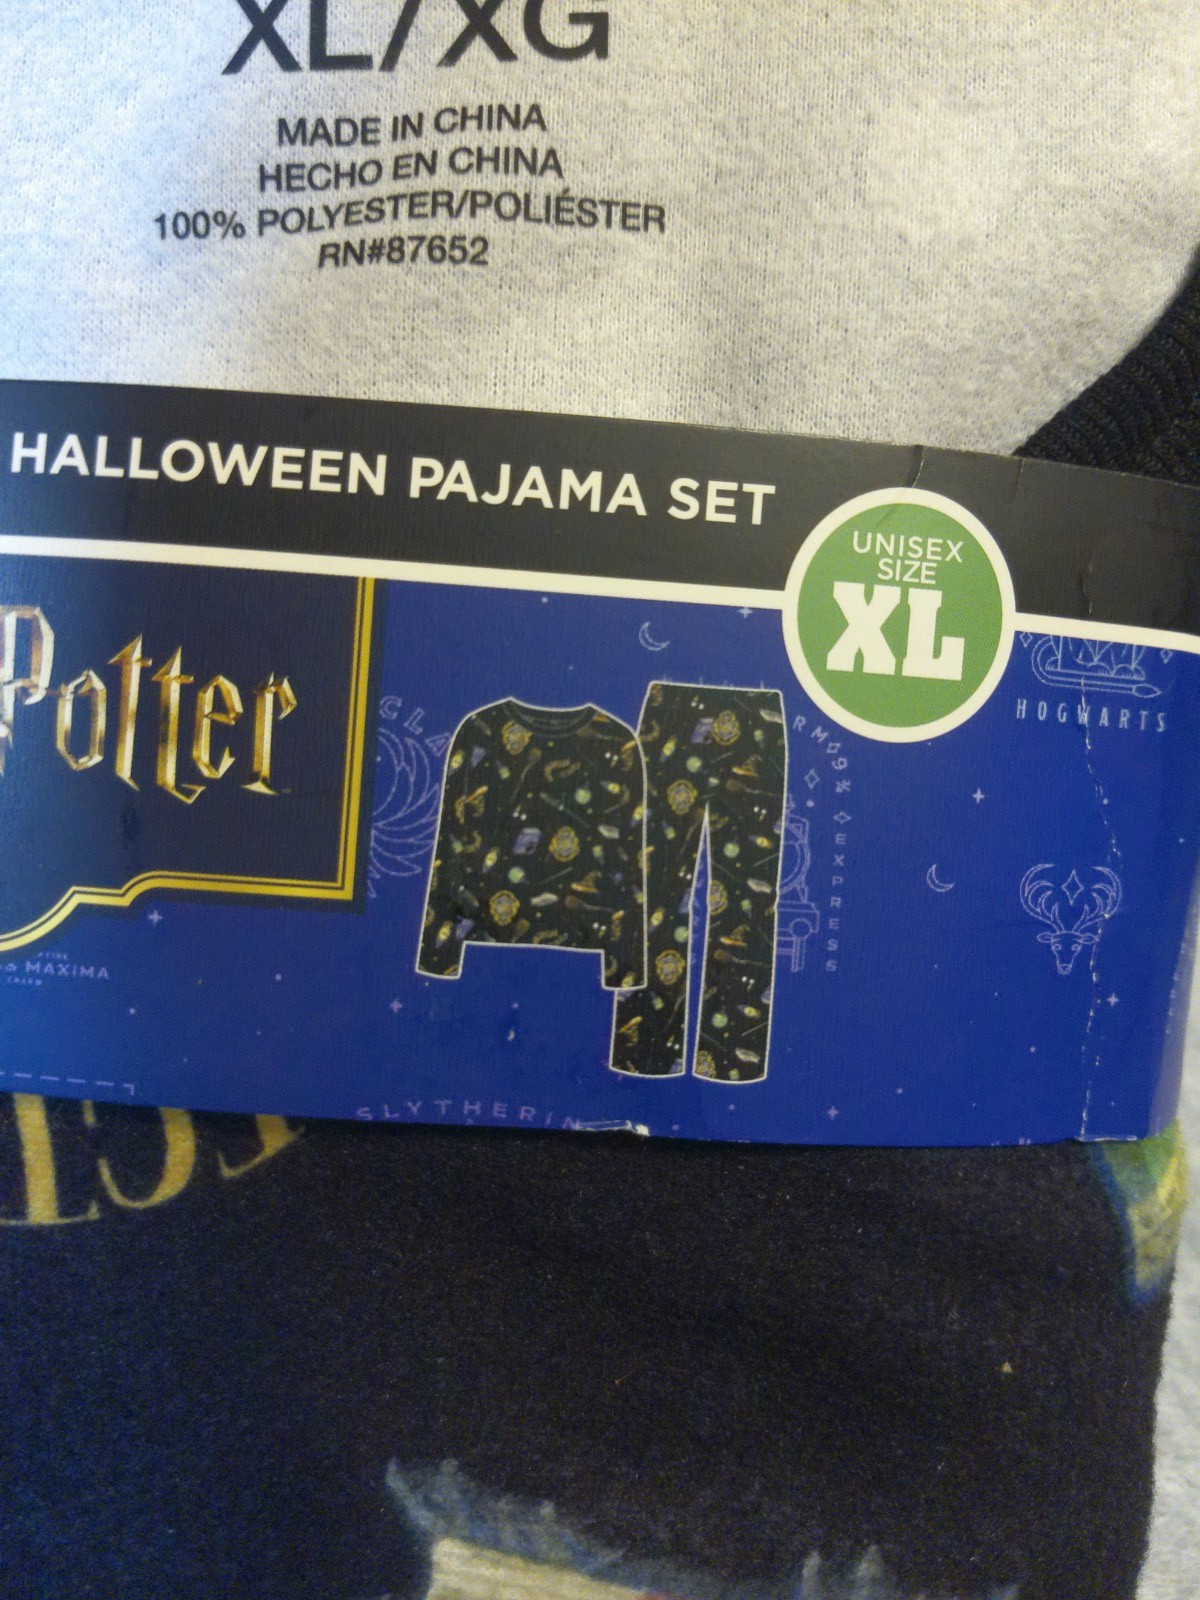 XL/XG
MADE IN CHINA
HECHO EN CHINA
100% POLYESTER/POLIÉSTER
RN#87652
HALLOWEEN PAJAMA SET
UNISEX
SIZE
XL
Potter
HOGWARTS
EXPRESS
MAXIMA
SLYTHERIN